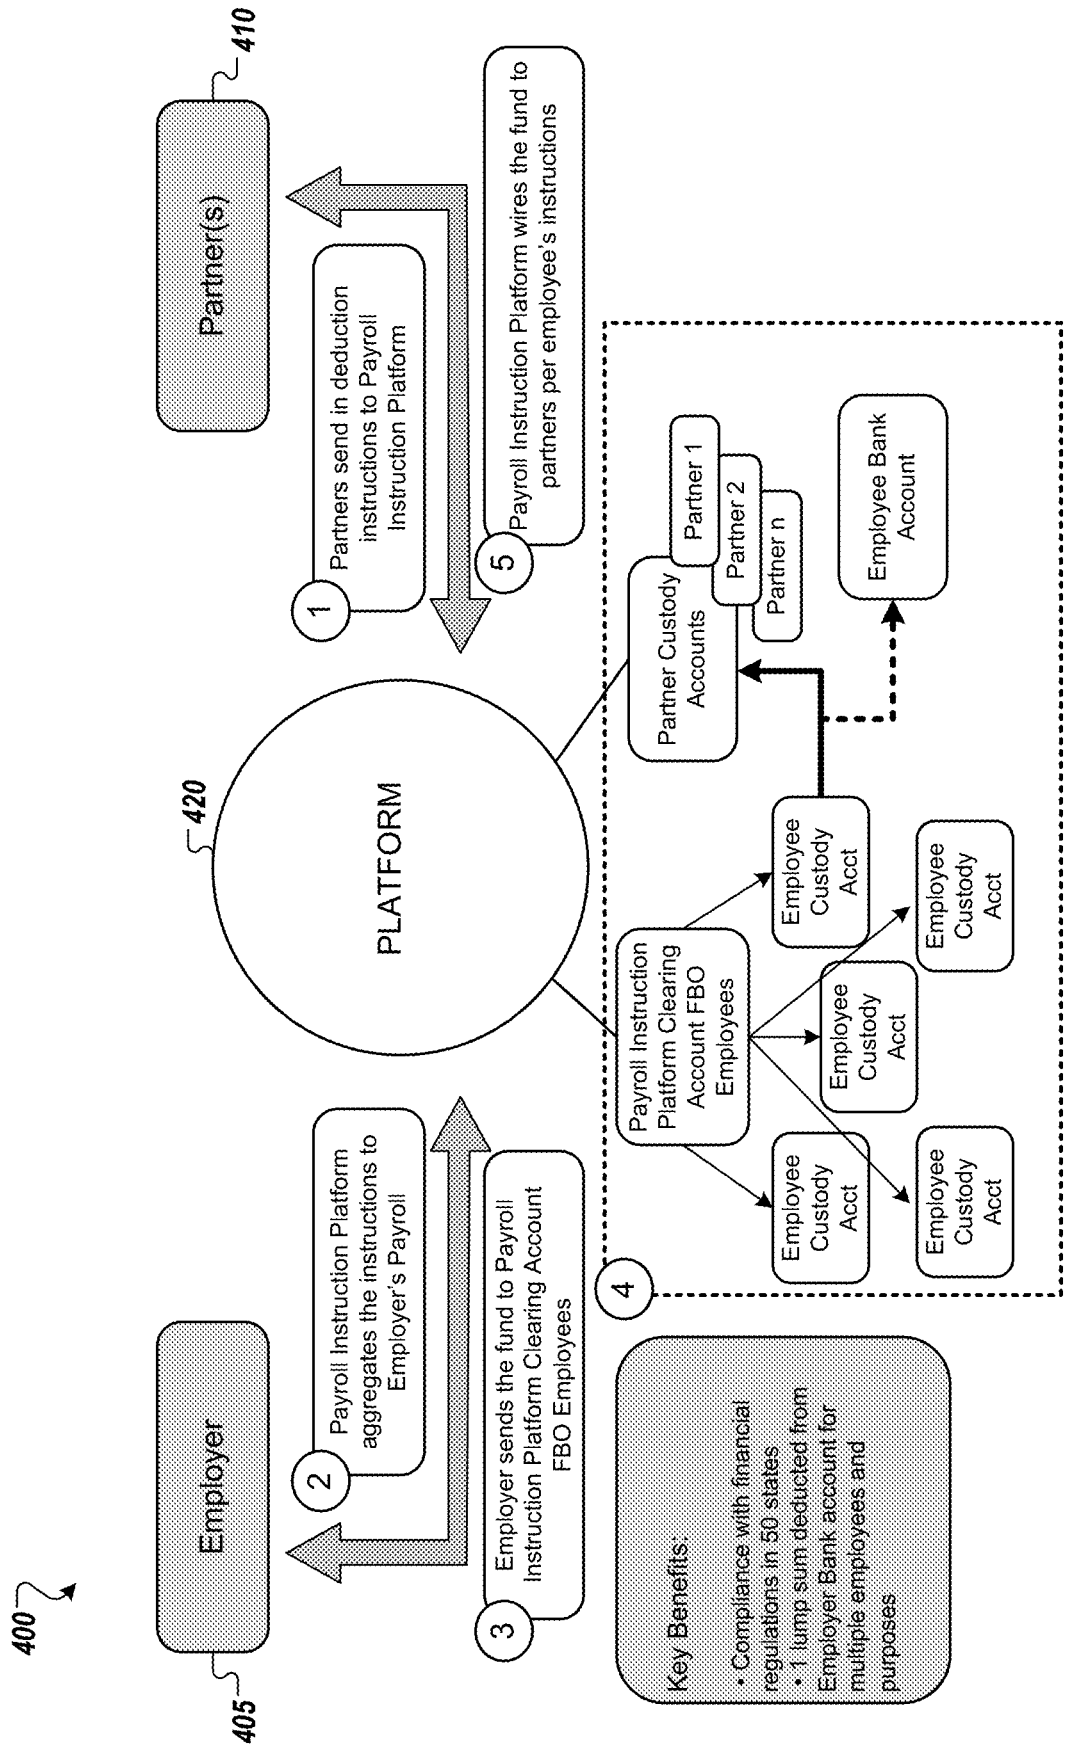 400
405
Employer
420
PLATFORM
410
Partner(s)
2
Payroll Instruction Platform
aggregates the instructions to
Employer's Payroll
1
Partners send in deduction
instructions to Payroll
Instruction Platform
3
Employer sends the fund to Payroll
Instruction Platform Clearing Account
FBO Employees
5
Payroll Instruction Platform wires the fund to
partners per employee's instructions
4
Payroll Instruction
Platform Clearing
Account FBO
Employees
Partner Custody
Accounts
Partner 1
Partner 2
Partner n
Employee
Custody
Acct
Employee
Custody
Acct
Employee
Custody
Acct
Employee
Custody
Acct
Employee
Custody
Acct
Employee Bank
Account
Key Benefits:
• Compliance with financial
regulations in 50 states
• 1 lump sum deducted from
Employer Bank account for
multiple employees and
purposes